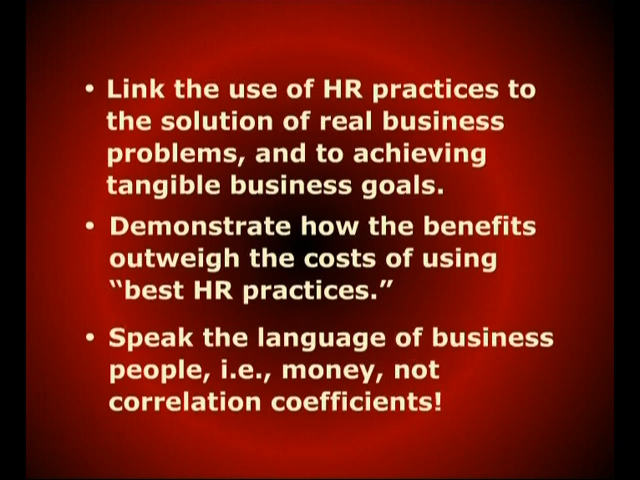 • Link the use of HR practices to
the solution of real business
problems, and to achieving
tangible business goals.
• Demonstrate how the benefits
outweigh the costs of using
“best HR practices.”
• Speak the language of business
people, i.e., money, not
correlation coefficients!